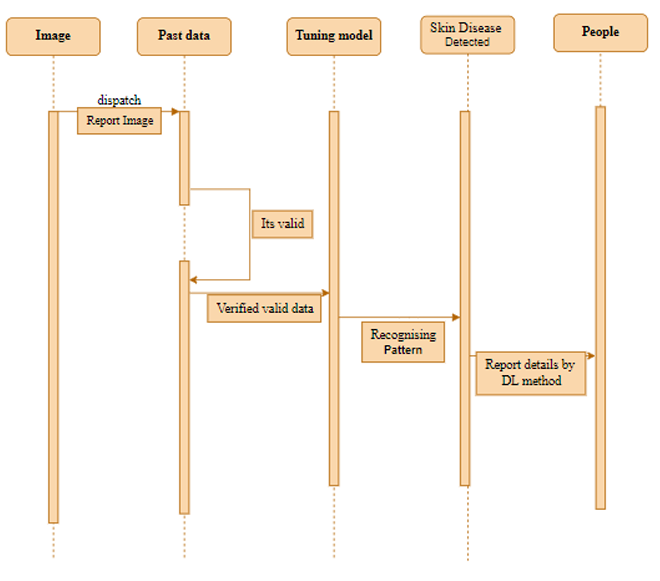 Image
Past data
Tuning model
Skin Disease
Detected
People
dispatch
Report Image
Its valid
Verified valid data
Recognising
Pattern
Report details by
DL method